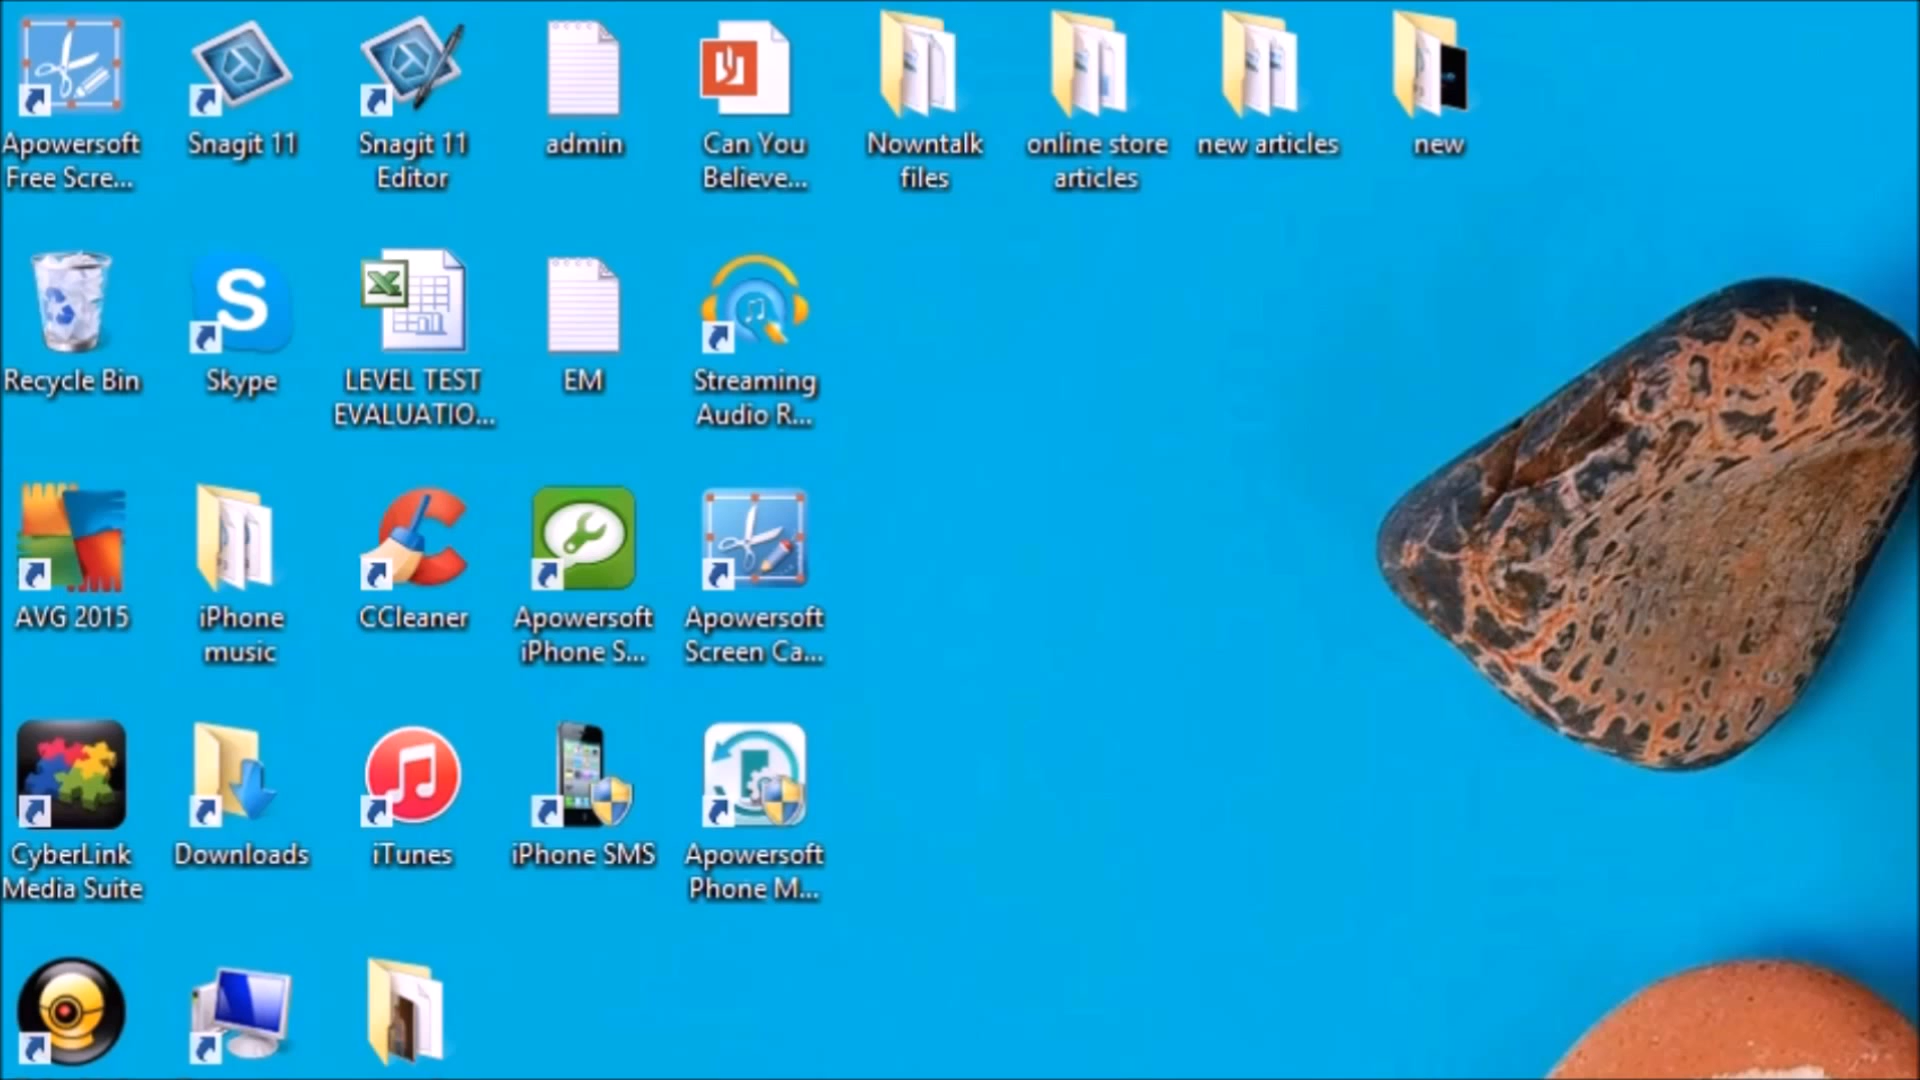 Apowersoft
Free Scre...
Snagit 11
Snagit 11
Editor
admin
Can You
Believe...
Nowntalk
files
online store
articles
new articles
new
Recycle Bin
Skype
LEVEL TEST
EVALUATIO...
EM
Streaming
Audio R...
AVG 2015
iPhone
music
CCleaner
Apowersoft
iPhone S...
Apowersoft
Screen Ca...
CyberLink
Media Suite
Downloads
iTunes
iPhone SMS
Apowersoft
Phone M...